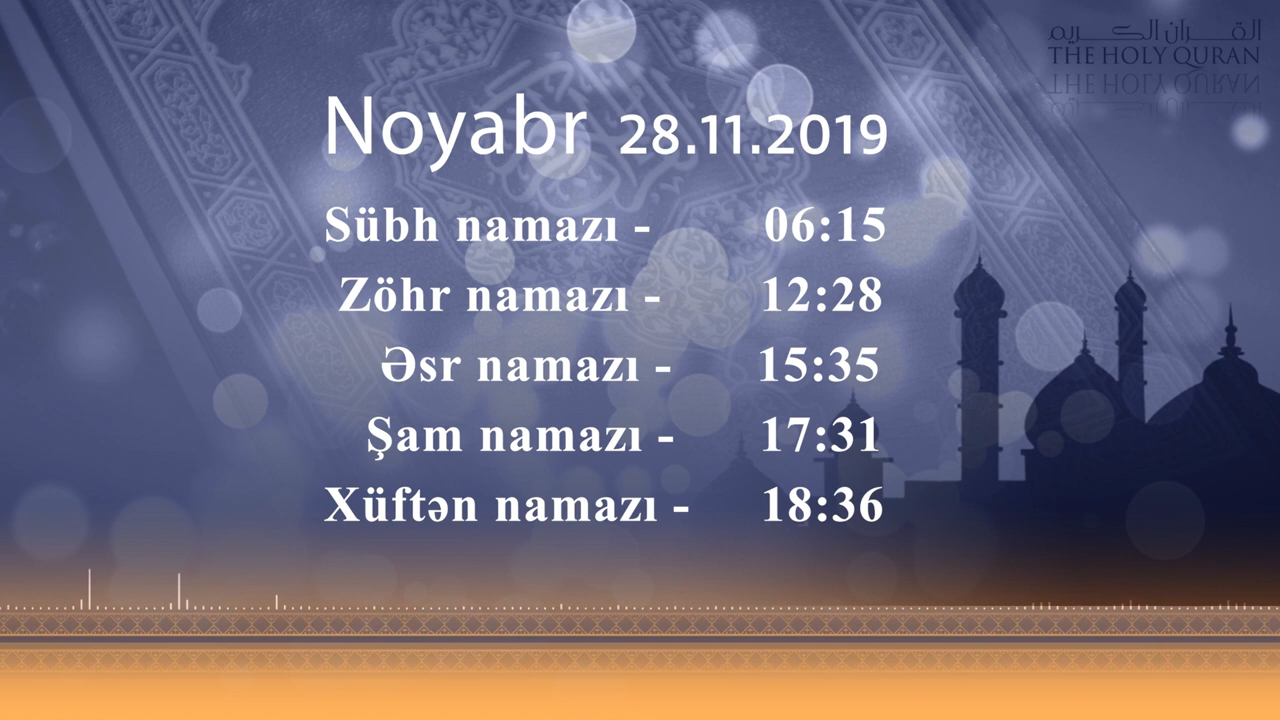 القرآن الكريم
THE HOLY QURAN
Noyabr 28.11.2019
Sübh namazı - 06:15
Zöhr namazı - 12:28
Əsr namazı - 15:35
Şam namazı - 17:31
Xüftən namazı - 18:36